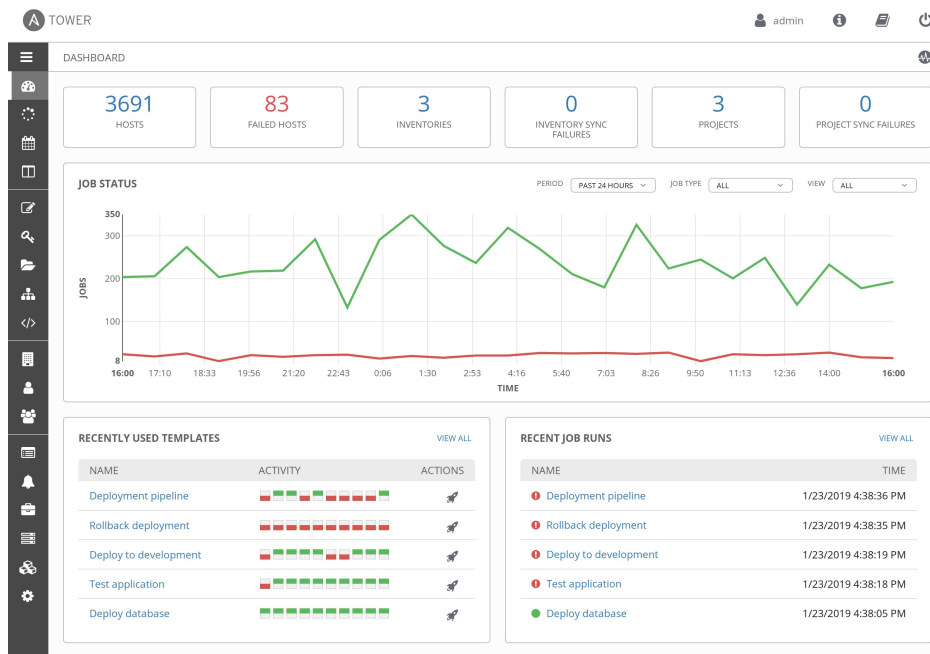 A TOWER
admin
DASHBOARD
3691
HOSTS
83
FAILED HOSTS
3
INVENTORIES
0
INVENTORY SYNC
FAILURES
3
PROJECTS
0
PROJECT SYNC FAILURES
JOB STATUS
PERIOD PAST 24 HOURS JOB TYPE ALL VIEW ALL
350
300
200
100
8
JOBS
16:00 17:10 18:33 19:56 21:20 22:43 0:06 1:30 2:53 4:16 5:40 7:03 8:26 9:50 11:13 12:36 14:00 16:00
TIME
RECENTLY USED TEMPLATES VIEW ALL
NAME ACTIVITY ACTIONS
Deployment pipeline
Rollback deployment
Deploy to development
Test application
Deploy database
RECENT JOB RUNS VIEW ALL
NAME TIME
Deployment pipeline 1/23/2019 4:38:36 PM
Rollback deployment 1/23/2019 4:38:35 PM
Deploy to development 1/23/2019 4:38:19 PM
Test application 1/23/2019 4:38:18 PM
Deploy database 1/23/2019 4:38:05 PM